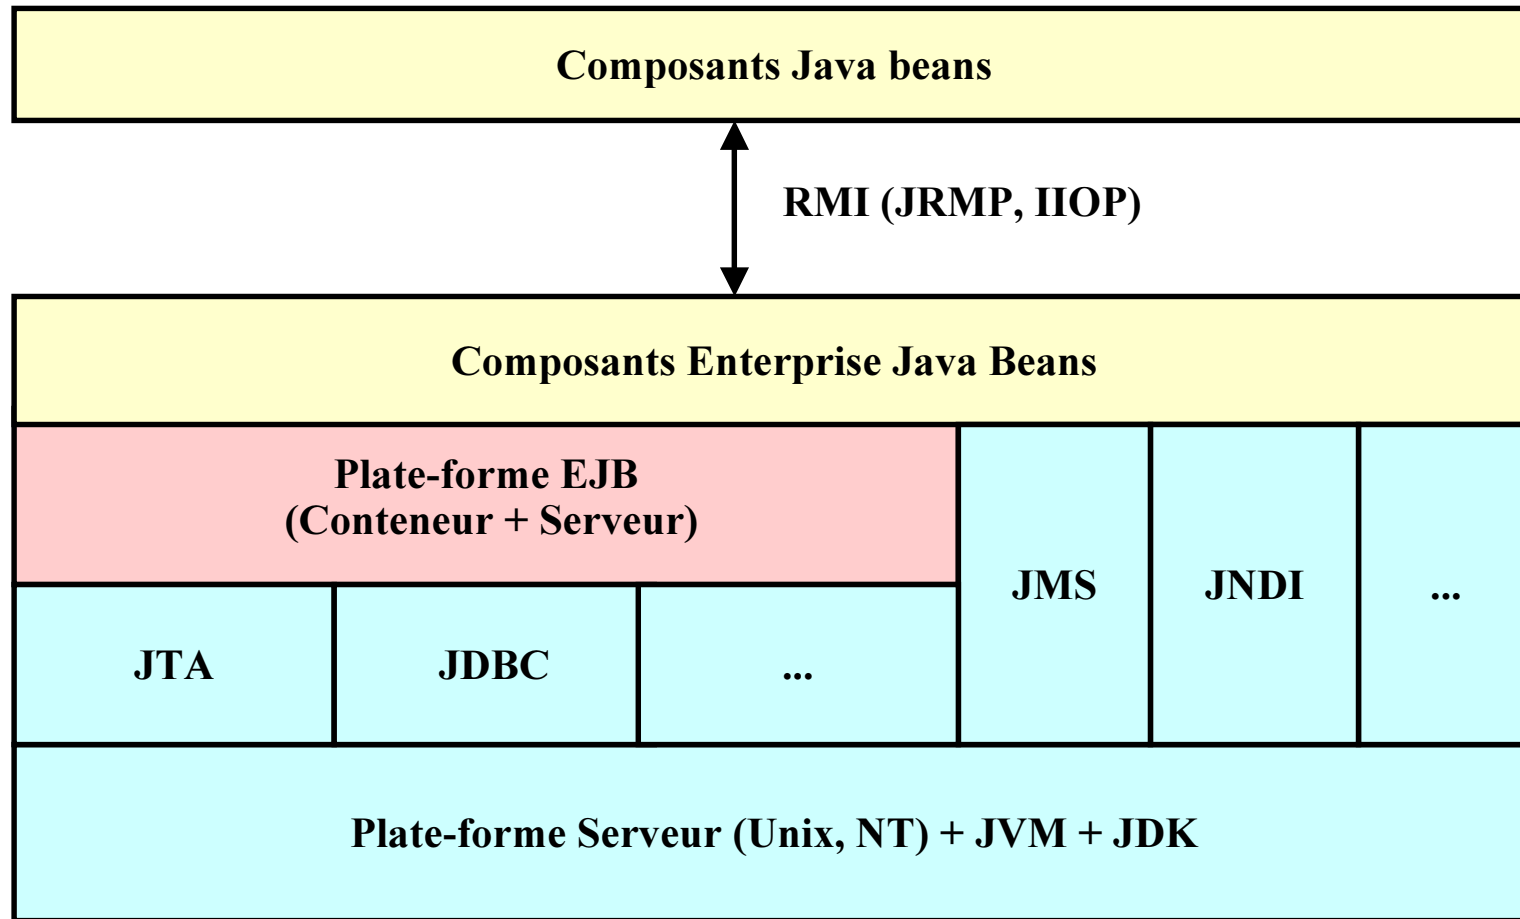 Composants Java beans
RMI (JRMP, IIOP)
Composants Enterprise Java Beans
Plate-forme EJB
(Conteneur + Serveur)
JMS
JNDI
...
JTA
JDBC
...
Plate-forme Serveur (Unix, NT) + JVM + JDK